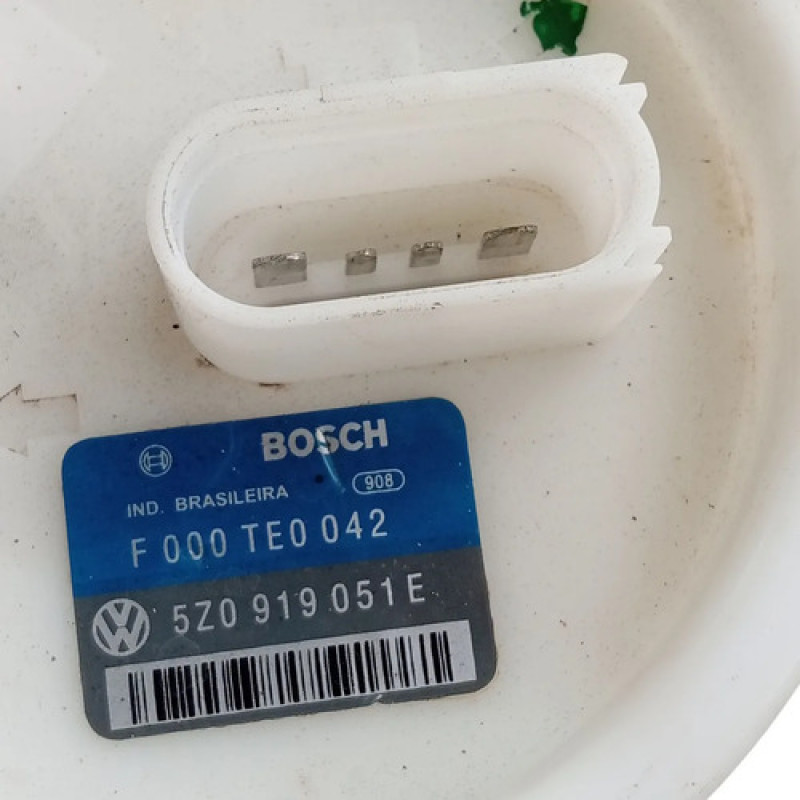 BOSCH
IND. BRASILEIRA 908
F 000 TE0 042
5Z0 919 051 E